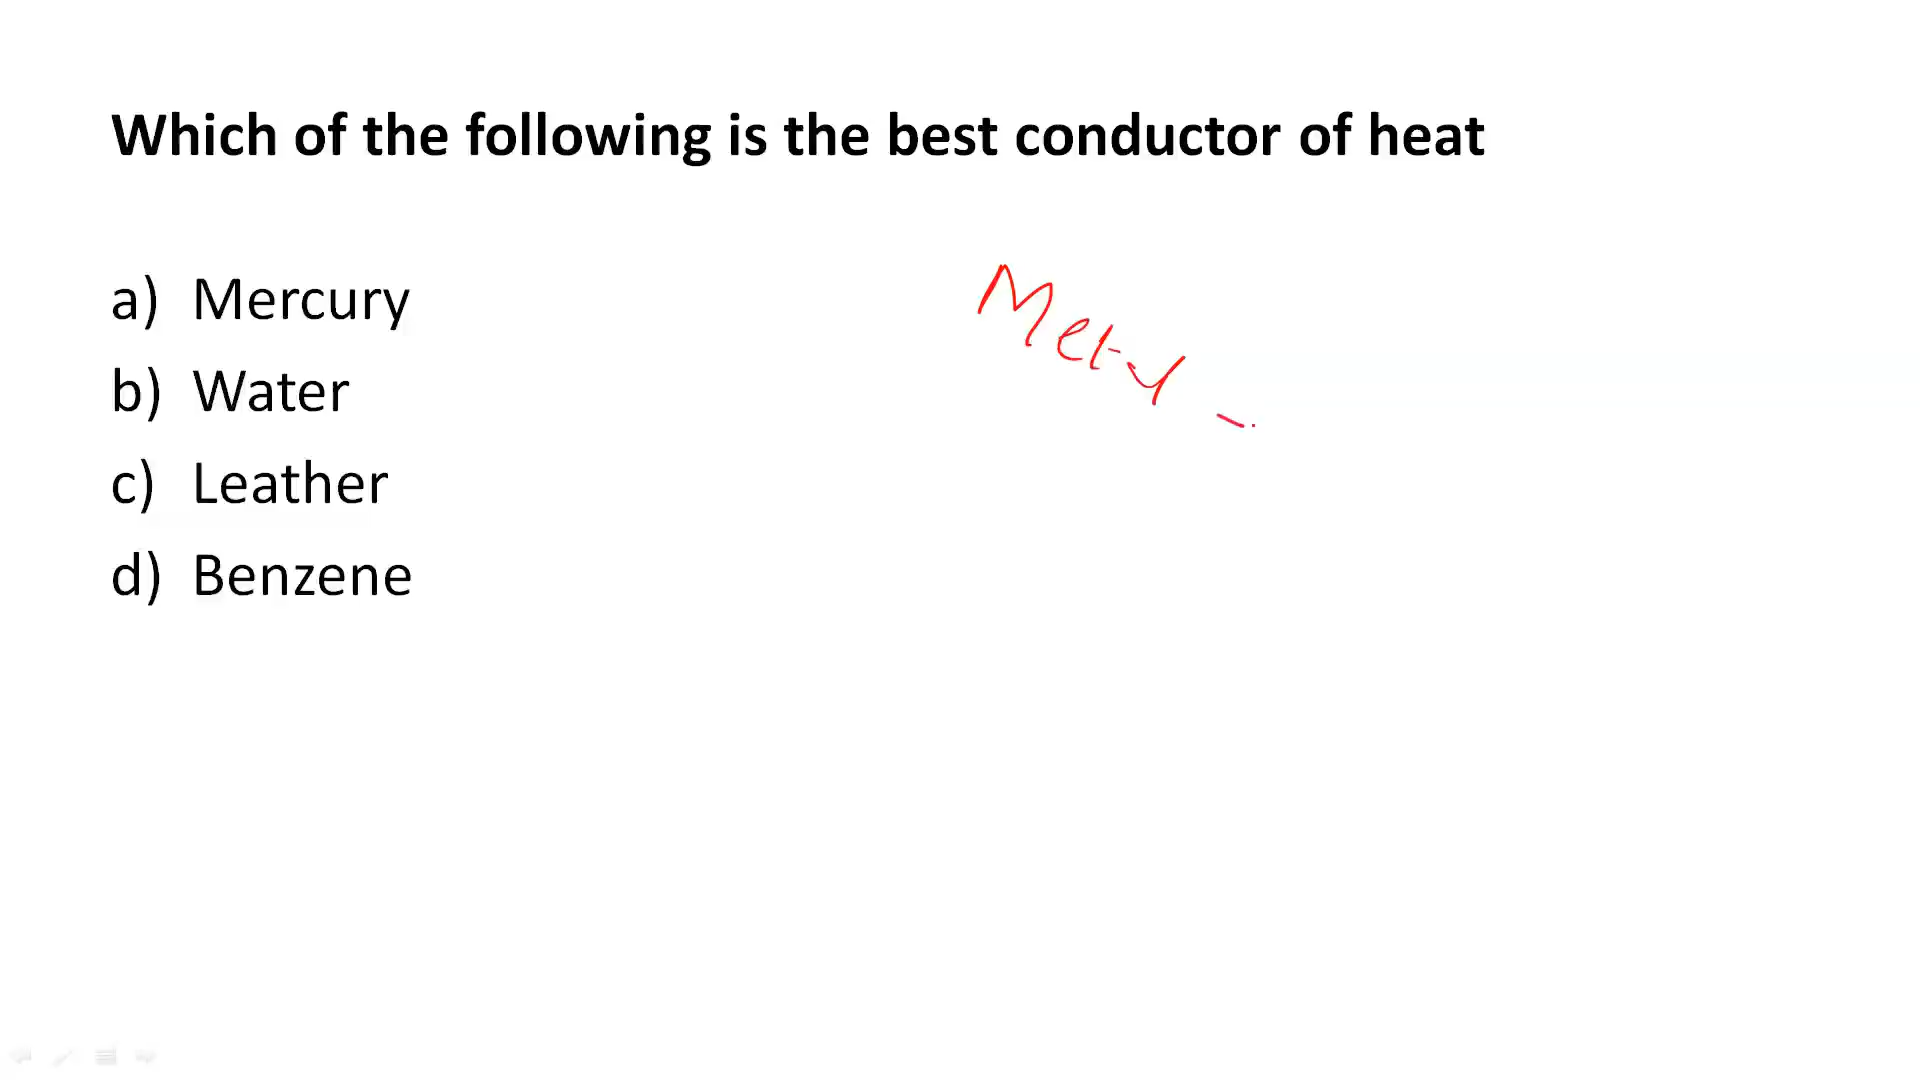 Which of the following is the best conductor of heat
a) Mercury
b) Water
c) Leather
d) Benzene